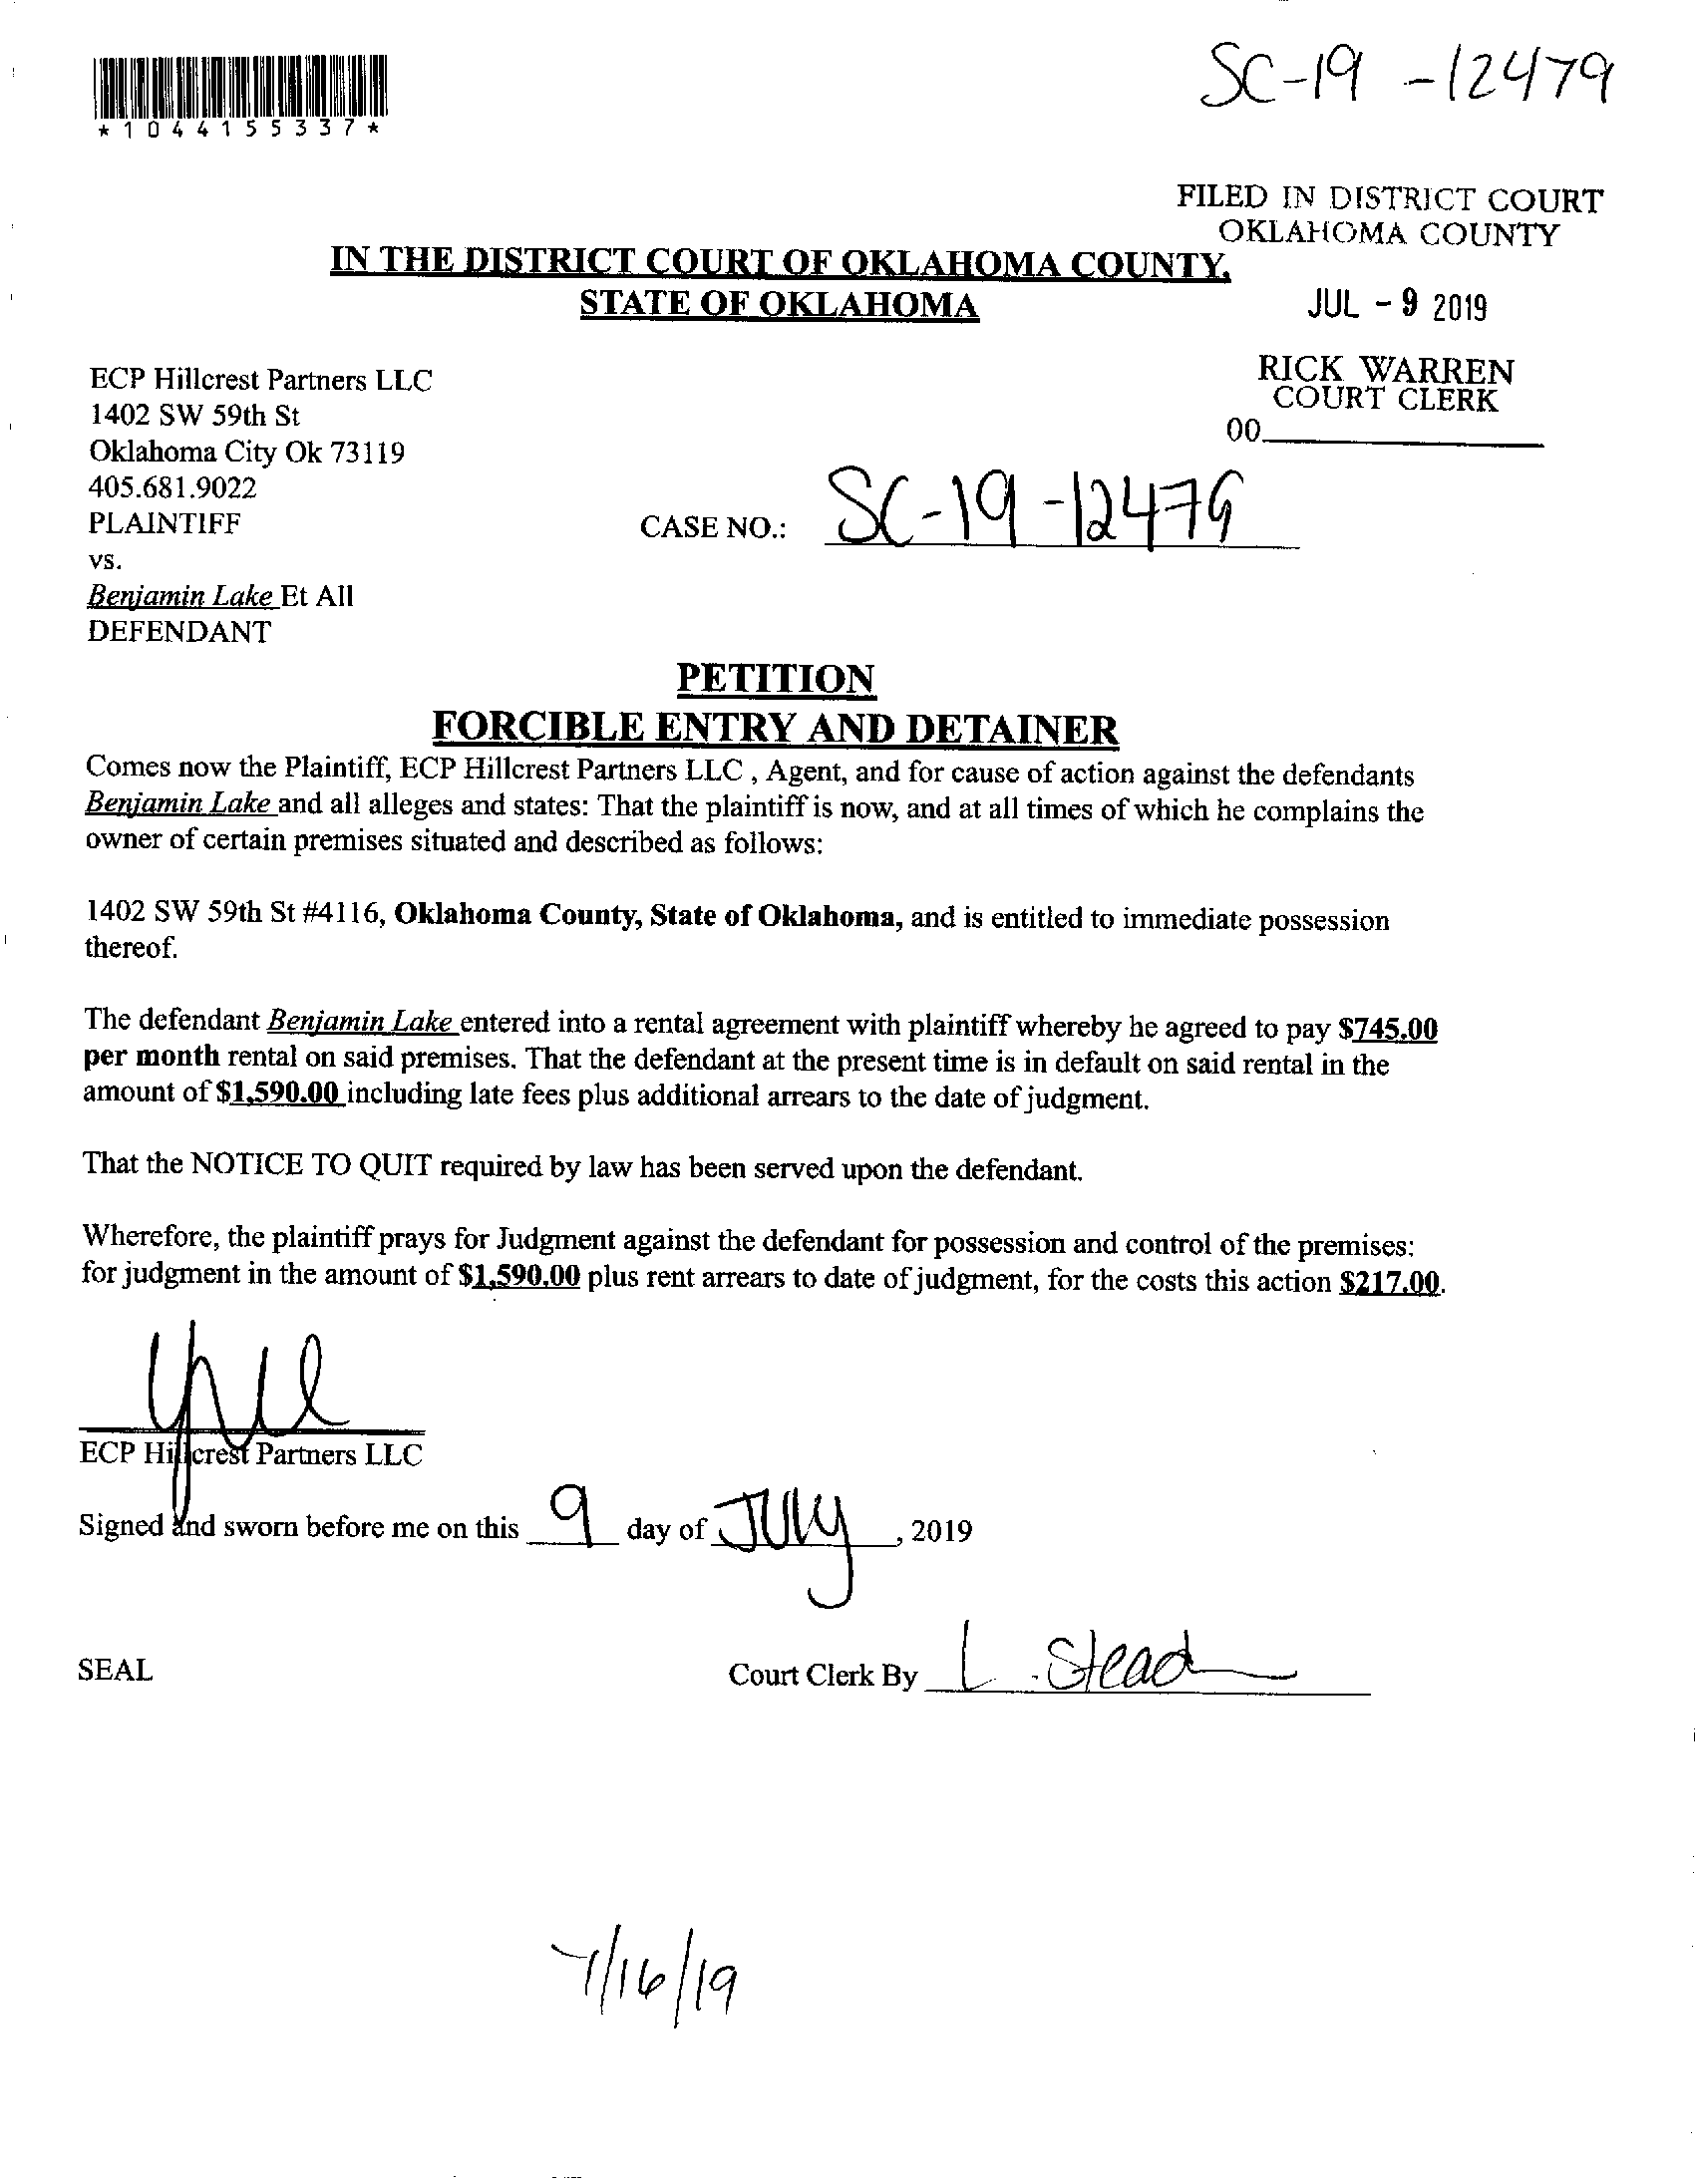 SC-19-12479
*1044155337*
FILED IN DISTRICT COURT
OKLAHOMA COUNTY
IN THE DISTRICT COURT OF OKLAHOMA COUNTY,
STATE OF OKLAHOMA
JUL - 9 2019
RICK WARREN
COURT CLERK
00
ECP Hillcrest Partners LLC
1402 SW 59th St
Oklahoma City Ok 73119
405.681.9022
PLAINTIFF
CASE NO.: SC-19-12479
vs.
Benjamin Lake Et All
DEFENDANT
PETITION
FORCIBLE ENTRY AND DETAINER
Comes now the Plaintiff, ECP Hillcrest Partners LLC , Agent, and for cause of action against the defendants
Benjamin Lake and all alleges and states: That the plaintiff is now, and at all times of which he complains the
owner of certain premises situated and described as follows:
1402 SW 59th St #4116, Oklahoma County, State of Oklahoma, and is entitled to immediate possession
thereof.
The defendant Benjamin Lake entered into a rental agreement with plaintiff whereby he agreed to pay $745.00
per month rental on said premises. That the defendant at the present time is in default on said rental in the
amount of $1,590.00 including late fees plus additional arrears to the date of judgment.
That the NOTICE TO QUIT required by law has been served upon the defendant.
Wherefore, the plaintiff prays for Judgment against the defendant for possession and control of the premises:
for judgment in the amount of $1,590.00 plus rent arrears to date of judgment, for the costs this action $217.00.
ECP Hillcrest Partners LLC
Signed and sworn before me on this 9 day of July, 2019
SEAL
Court Clerk By L. Stead
7/16/19